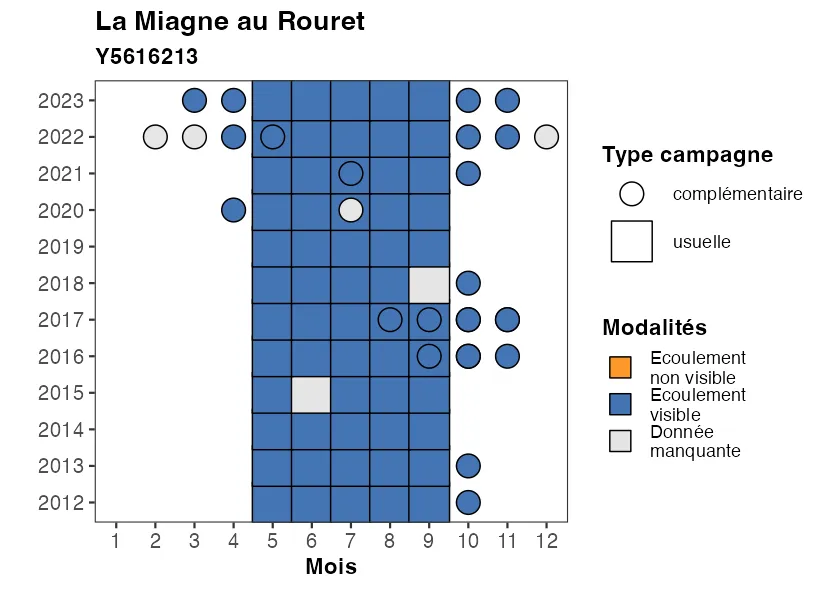 La Miagne au Rouret
Y5616213
2023
2022
2021
2020
2019
2018
2017
2016
2015
2014
2013
2012
1 2 3 4 5 6 7 8 9 10 11 12
Mois
Type campagne
complémentaire
usuelle
Modalités
Ecoulement
non visible
Ecoulement
visible
Donnée
manquante